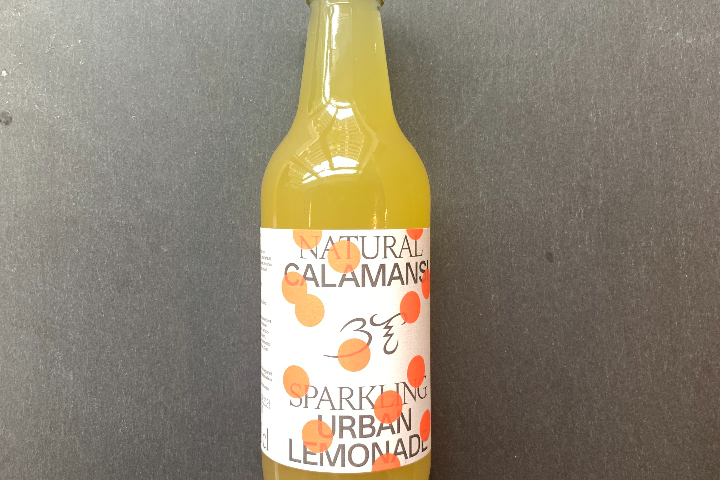 NATURAL
CALAMANSI
SPARKLING
URBAN
LEMONADE